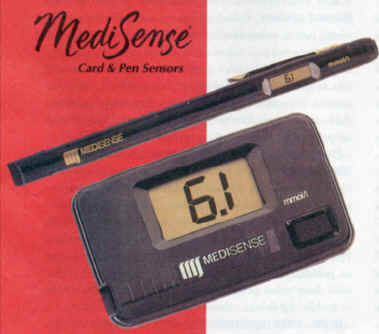 MediSense
Card & Pen Sensors
6.1
mmol/l
MEDISENSE
6.1
mmol/l
MEDISENSE